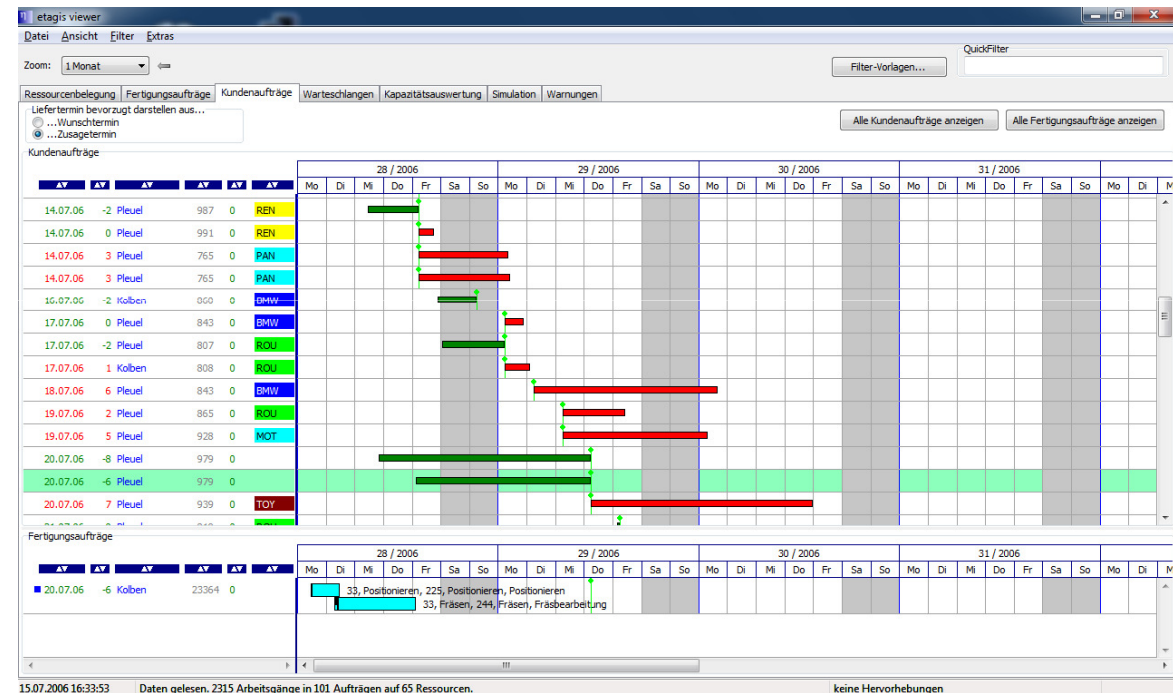 etagis viewer
Datei Ansicht Filter Extras
QuickFilter
Zoom: 1 Monat Filter-Vorlagen...
Ressourcenbelegung Fertigungsaufträge Kundenaufträge Warteschlangen Kapazitätsauswertung Simulation Warnungen
Liefertermin bevorzugt darstellen aus...
...Wunschtermin
...Zusagetermin
Alle Kundenaufträge anzeigen Alle Fertigungsaufträge anzeigen
Kundenaufträge
28 / 2006 29 / 2006 30 / 2006 31 / 2006
Mo Di Mi Do Fr Sa So Mo Di Mi Do Fr Sa So Mo Di Mi Do Fr Sa So Mo Di Mi Do Fr Sa So Mo Di M
14.07.06 -2 Pleuel 987 0 REN
14.07.06 0 Pleuel 991 0 REN
14.07.06 3 Pleuel 765 0 PAN
14.07.06 3 Pleuel 765 0 PAN
16.07.06 -2 Kolben 0 BMW
17.07.06 0 Pleuel 843 0 BMW
17.07.06 -2 Pleuel 807 0 ROU
17.07.06 1 Kolben 808 0 ROU
18.07.06 6 Pleuel 843 0 BMW
19.07.06 2 Pleuel 865 0 ROU
19.07.06 5 Pleuel 928 0 MOT
20.07.06 -8 Pleuel 979 0
20.07.06 -6 Pleuel 979 0
20.07.06 7 Pleuel 939 0 TOY
Fertigungsaufträge
28 / 2006 29 / 2006 30 / 2006 31 / 2006
Mo Di Mi Do Fr Sa So Mo Di Mi Do Fr Sa So Mo Di Mi Do Fr Sa So Mo Di Mi Do Fr Sa So Mo Di M
20.07.06 -6 Kolben 23364 0 33, Positionieren, 225, Positionieren, Positionieren
33, Fräsen, 244, Fräsen, Fräsbearbeitung
15.07.2006 16:33:53 Daten gelesen. 2315 Arbeitsgänge in 101 Aufträgen auf 65 Ressourcen. keine Hervorhebungen